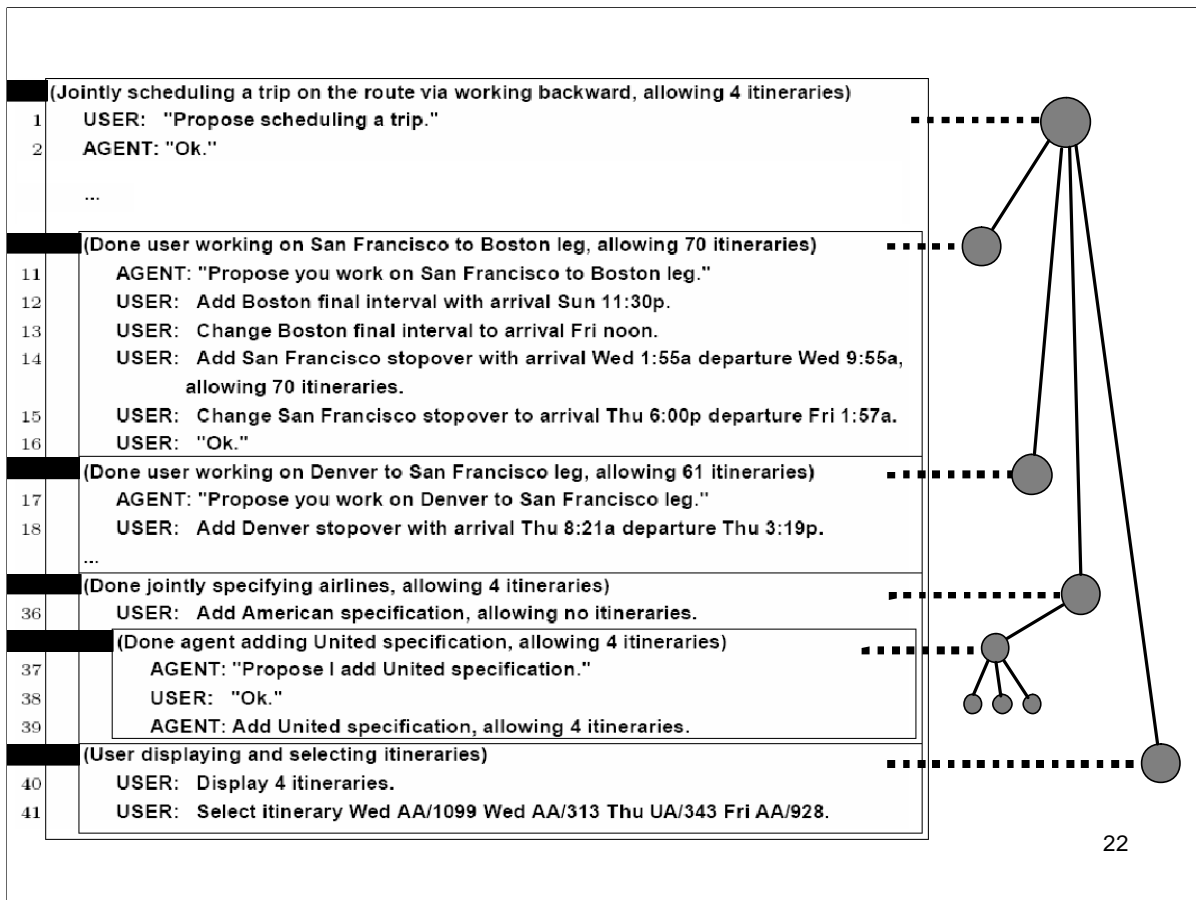 (Jointly scheduling a trip on the route via working backward, allowing 4 itineraries)
1 USER: "Propose scheduling a trip."
2 AGENT: "Ok."
...
(Done user working on San Francisco to Boston leg, allowing 70 itineraries)
11 AGENT: "Propose you work on San Francisco to Boston leg."
12 USER: Add Boston final interval with arrival Sun 11:30p.
13 USER: Change Boston final interval to arrival Fri noon.
14 USER: Add San Francisco stopover with arrival Wed 1:55a departure Wed 9:55a,
allowing 70 itineraries.
15 USER: Change San Francisco stopover to arrival Thu 6:00p departure Fri 1:57a.
16 USER: "Ok."
(Done user working on Denver to San Francisco leg, allowing 61 itineraries)
17 AGENT: "Propose you work on Denver to San Francisco leg."
18 USER: Add Denver stopover with arrival Thu 8:21a departure Thu 3:19p.
...
(Done jointly specifying airlines, allowing 4 itineraries)
36 USER: Add American specification, allowing no itineraries.
(Done agent adding United specification, allowing 4 itineraries)
37 AGENT: "Propose I add United specification."
38 USER: "Ok."
39 AGENT: Add United specification, allowing 4 itineraries.
(User displaying and selecting itineraries)
40 USER: Display 4 itineraries.
41 USER: Select itinerary Wed AA/1099 Wed AA/313 Thu UA/343 Fri AA/928.
22